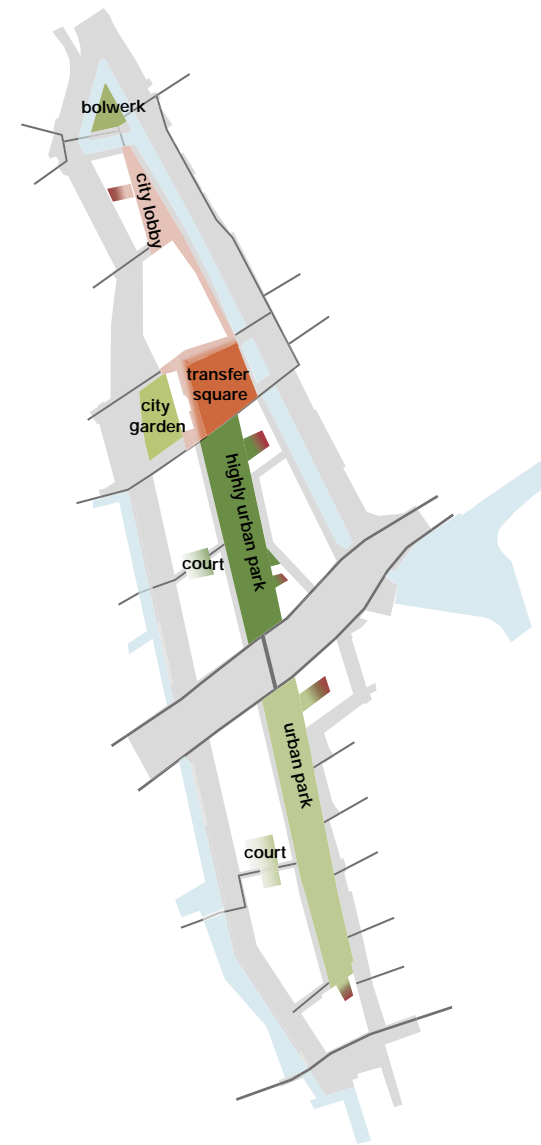 bolwerk
city lobby
transfer
square
city
garden
highly urban park
court
urban park
court